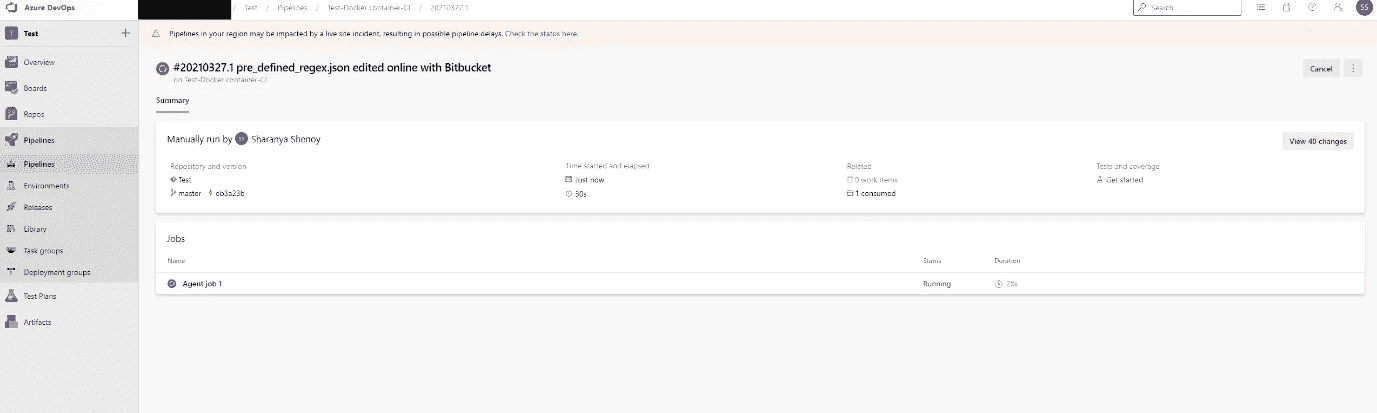 Azure DevOps
/ Test / Pipelines / Test-Docker container-CI / 20210327.1
Search
SS
T Test
Pipelines in your region may be impacted by a live site incident, resulting in possible pipeline delays. Check the status here.
Overview
Boards
Repos
Pipelines
Pipelines
Environments
Releases
Library
Task groups
Deployment groups
Test Plans
Artifacts
#20210327.1 pre_defined_regex.json edited online with Bitbucket
on Test-Docker container-CI
Cancel
Summary
Manually run by SS Sharanya Shenoy
View 40 changes
Repository and version
Test
master eb3a23b
Time started and elapsed
Just now
30s
Related
0 work items
1 consumed
Tests and coverage
Get started
Jobs
Name Status Duration
Agent job 1 Running 28s